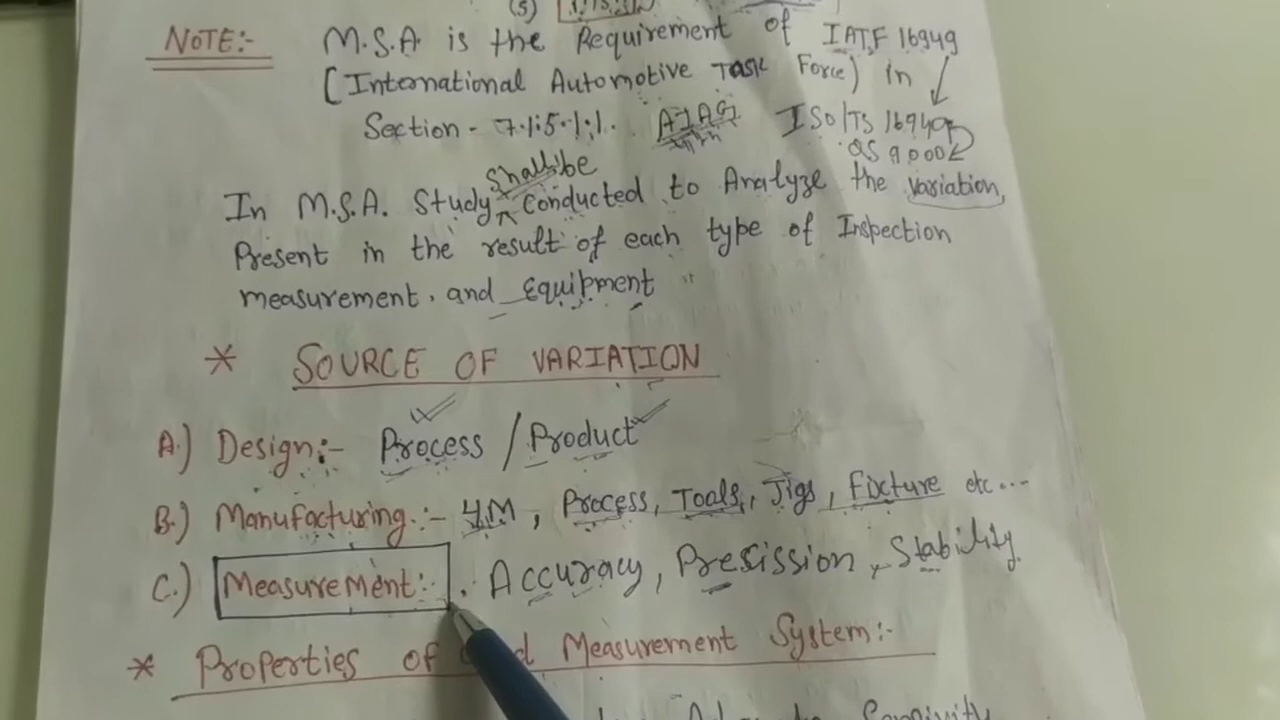 (5)
NOTE:- M.S.A. is the Requirement of IATF 16949
[International Automotive Task Force) in
Section - 7.1.5.1.1. AIAG ISO/TS 16949
QS 9000
shall be
In M.S.A. Study conducted to Analyze the variation,
Present in the result of each type of Inspection
measurement. and Equipment
* SOURCE OF VARIATION
A.) Design:- Process / Product
B.) Manufacturing:- 4M, Process, Tools, Jigs, Fixture etc...
C.) Measurement:- Accuracy, Presission, Stability
* Properties of Measurement System:-